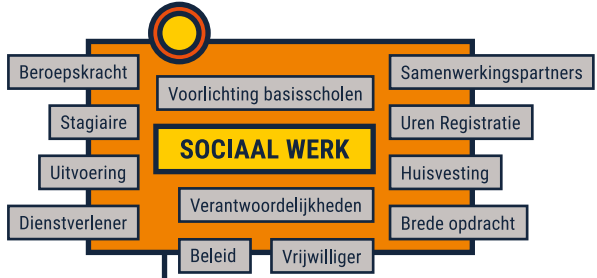 Beroepskracht
Stagiaire
Uitvoering
Dienstverlener
Voorlichting basisscholen
SOCIAAL WERK
Verantwoordelijkheden
Beleid
Vrijwilliger
Samenwerkingspartners
Uren Registratie
Huisvesting
Brede opdracht